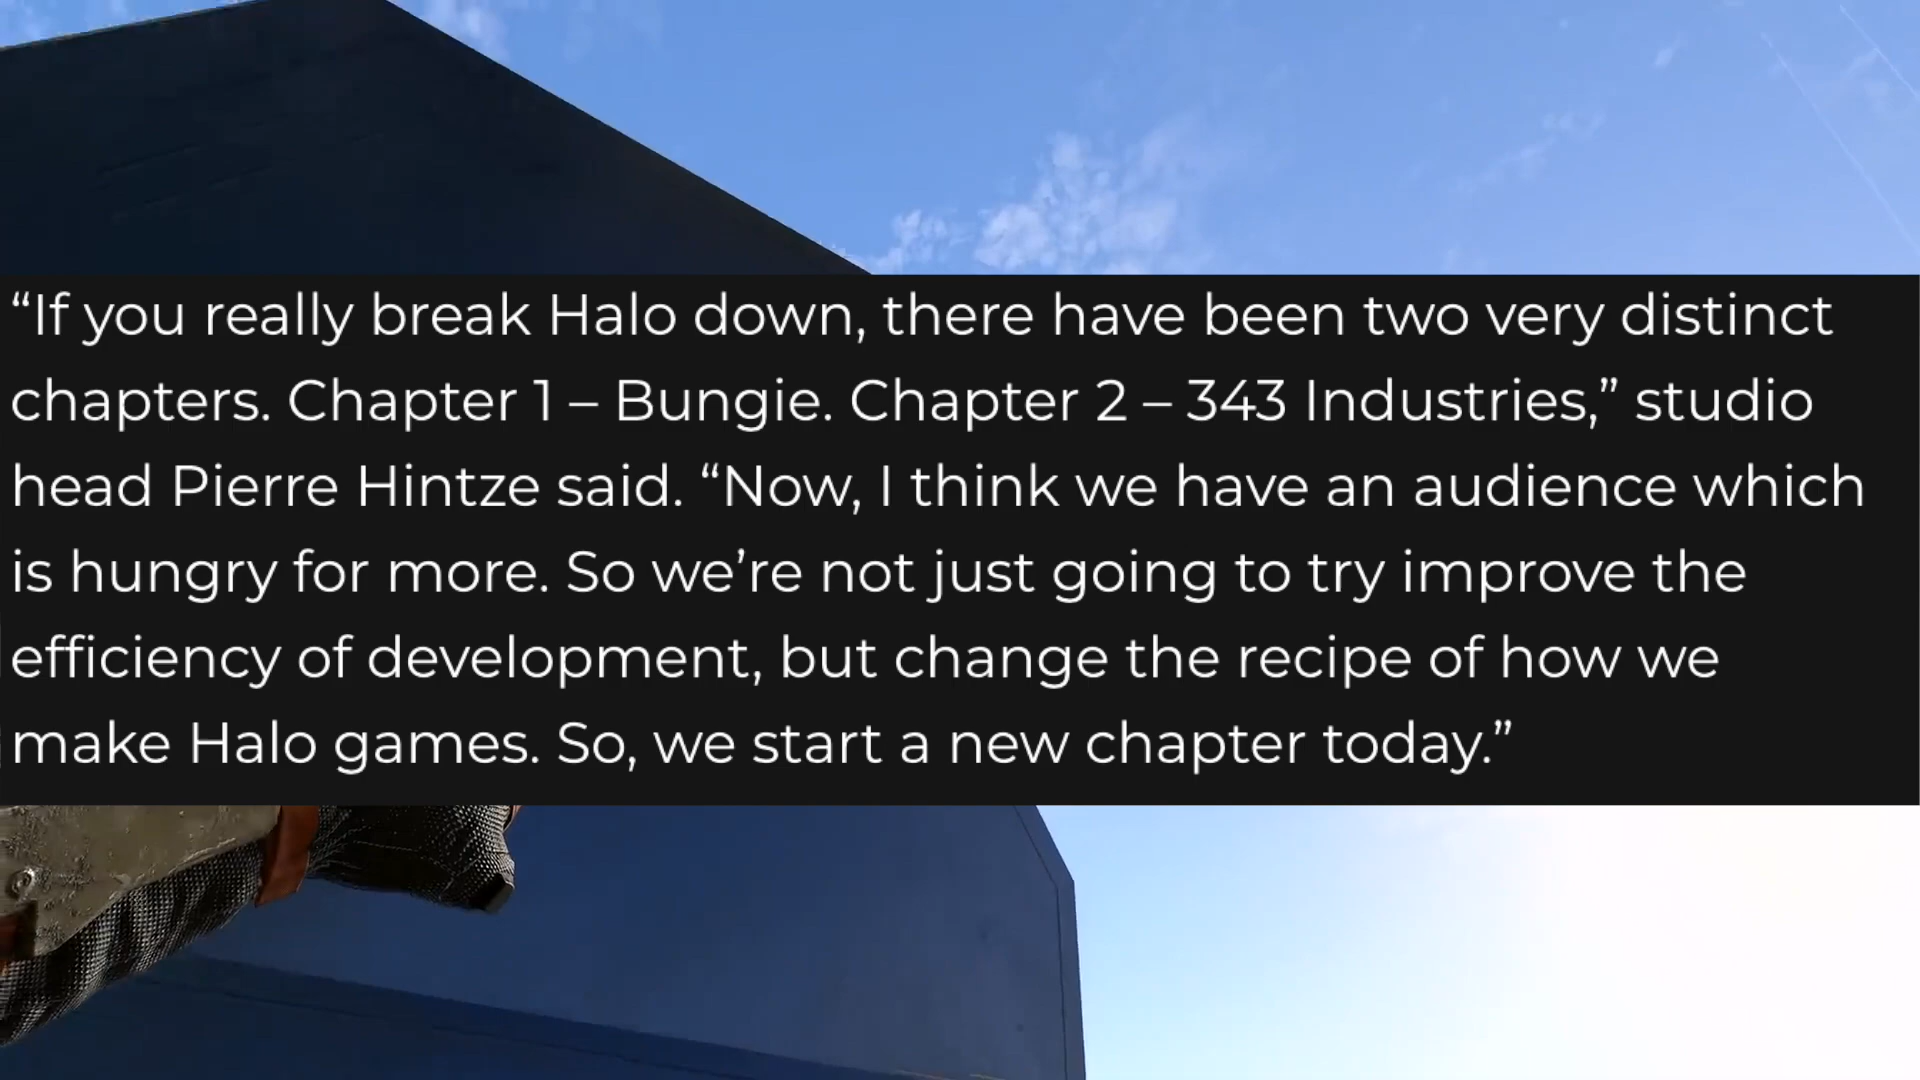 “If you really break Halo down, there have been two very distinct
chapters. Chapter 1 – Bungie. Chapter 2 – 343 Industries,” studio
head Pierre Hintze said. “Now, I think we have an audience which
is hungry for more. So we’re not just going to try improve the
efficiency of development, but change the recipe of how we
make Halo games. So, we start a new chapter today.”